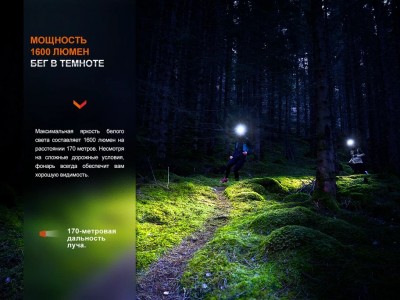 МОЩНОСТЬ
1600 ЛЮМЕН
БЕГ В ТЕМНОТЕ
Максимальная яркость белого
света составляет 1600 люмен на
расстоянии 170 метров. Несмотря
на сложные дорожные условия,
фонарь всегда обеспечит вам
хорошую видимость.
170-метровая
дальность
луча.